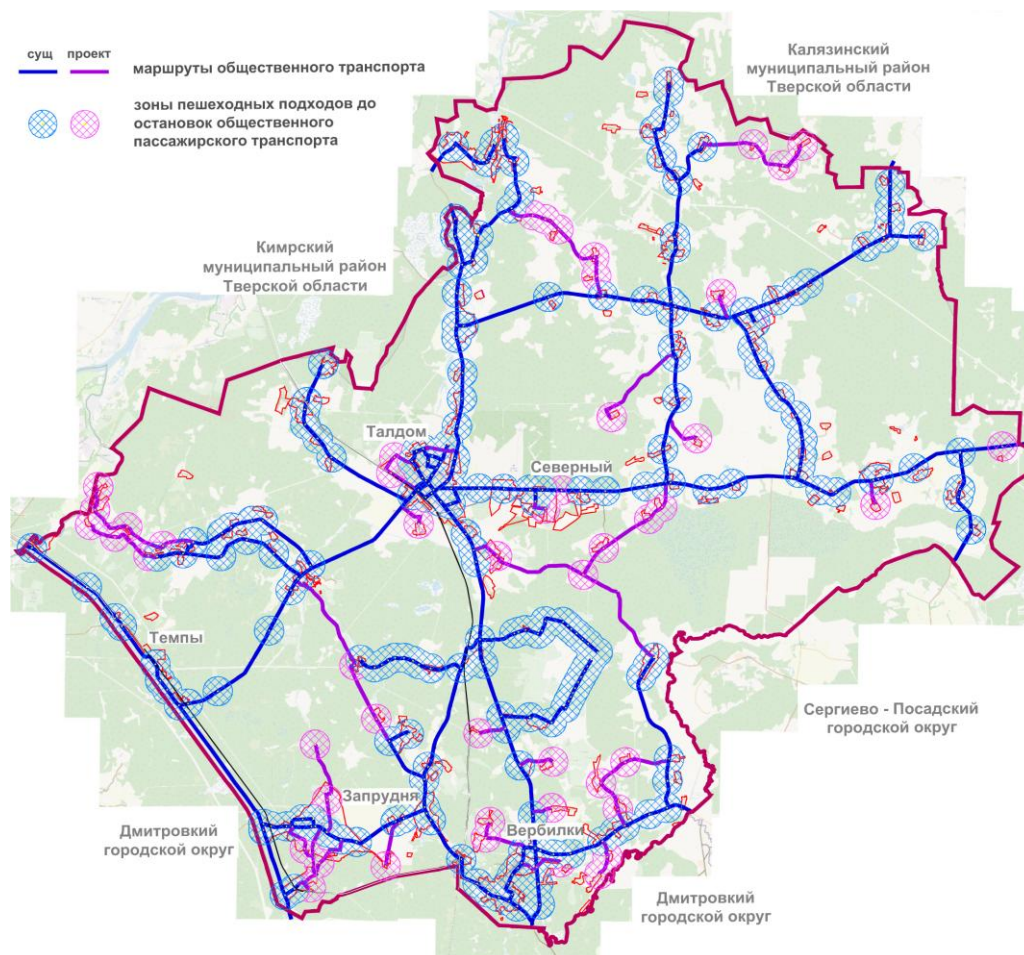 сущ проект
маршруты общественного транспорта
зоны пешеходных подходов до
остановок общественного
пассажирского транспорта
Калязинский
муниципальный район
Тверской области
Кимрский
муниципальный район
Тверской области
Талдом
Северный
Темпы
Сергиево - Посадский
городской округ
Запрудня
Вербилки
Дмитровкий
городской округ
Дмитровкий
городской округ